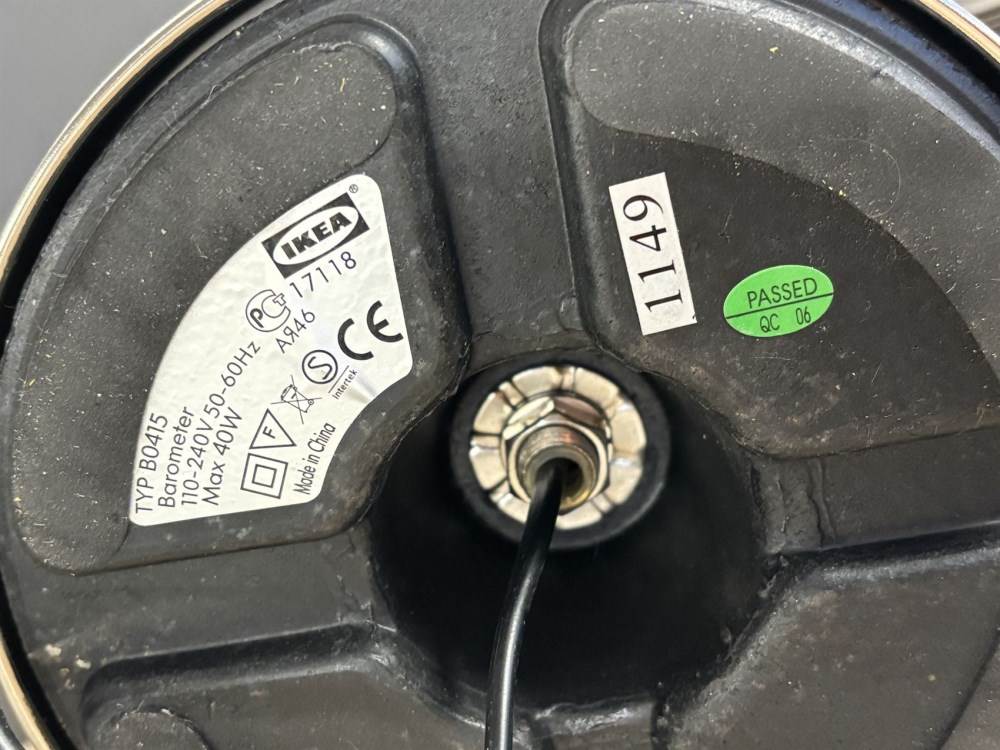 IKEA®
17118
РСТ
АЯ46
CE
S
Intertek
TYP B0415
Barometer
110-240V 50-60Hz
Max 40W
F
Made in China
1149
PASSED
QC 06